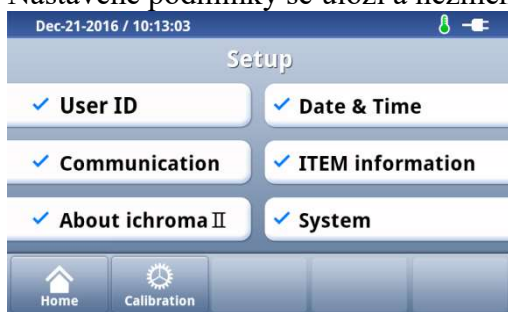 Nastavené podmínky se uloží a nezmění
Dec-21-2016 / 10:13:03
Setup
User ID
Date & Time
Communication
ITEM information
About ichroma Ⅱ
System
Home
Calibration